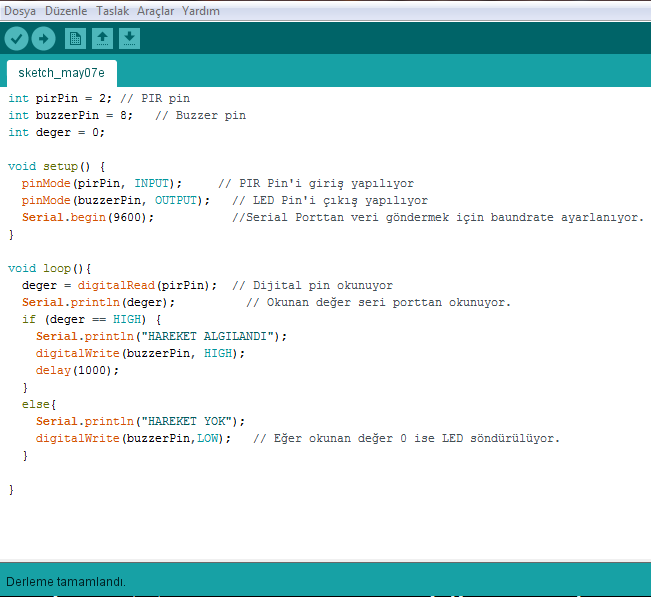 Dosya Düzenle Taslak Araçlar Yardım
sketch_may07e
int pirPin = 2; // PIR pin
int buzzerPin = 8;   // Buzzer pin
int deger = 0;
void setup() {
  pinMode(pirPin, INPUT);     // PIR Pin'i giriş yapılıyor
  pinMode(buzzerPin, OUTPUT);   // LED Pin'i çıkış yapılıyor
  Serial.begin(9600);           //Serial Porttan veri göndermek için baundrate ayarlanıyor.
}
void loop(){
  deger = digitalRead(pirPin);  // Dijital pin okunuyor
  Serial.println(deger);          // Okunan değer seri porttan okunuyor.
  if (deger == HIGH) {
    Serial.println("HAREKET ALGILANDI");
    digitalWrite(buzzerPin, HIGH);
    delay(1000);
  }
  else{
    Serial.println("HAREKET YOK");
    digitalWrite(buzzerPin,LOW);   // Eğer okunan değer 0 ise LED söndürülüyor.
  }
}
Derleme tamamlandı.